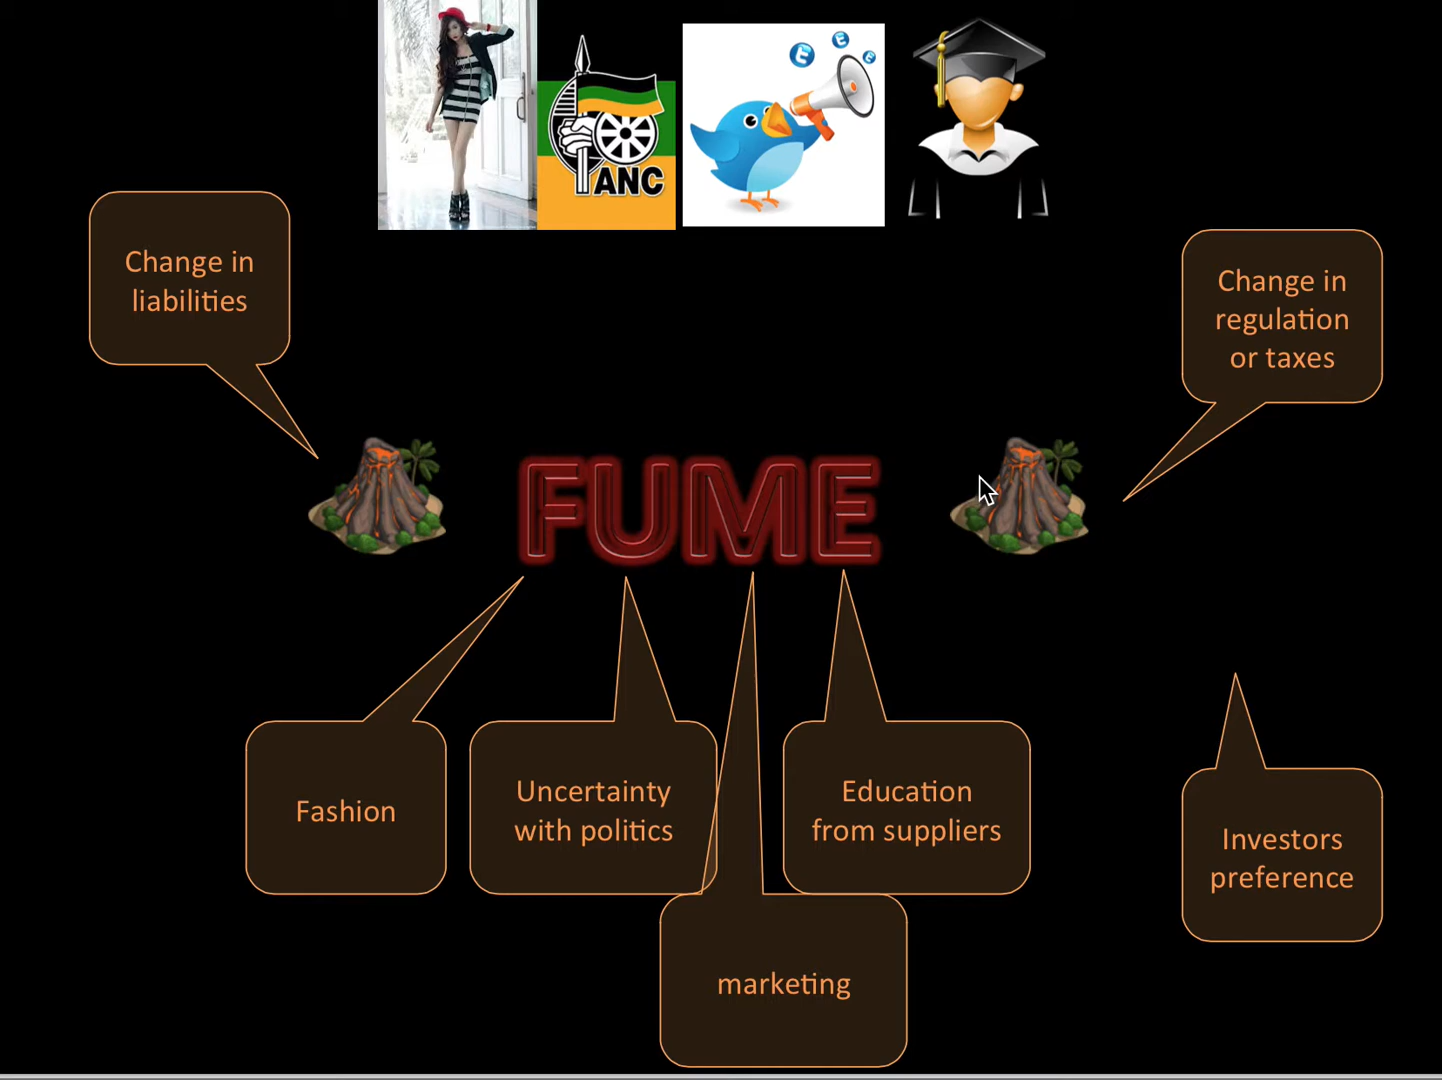 ANC
Change in
liabilities
Change in
regulation
or taxes
FUME
Fashion
Uncertainty
with politics
Education
from suppliers
Investors
preference
marketing